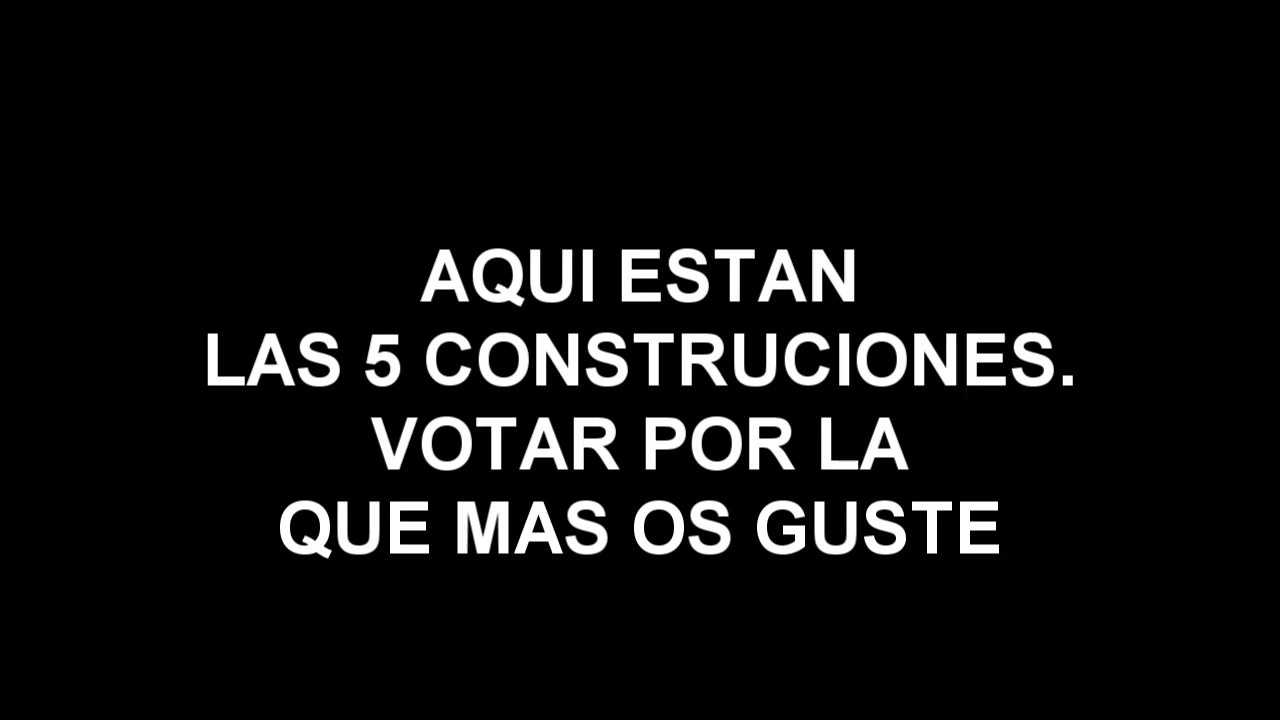 AQUI ESTAN
LAS 5 CONSTRUCIONES.
VOTAR POR LA
QUE MAS OS GUSTE